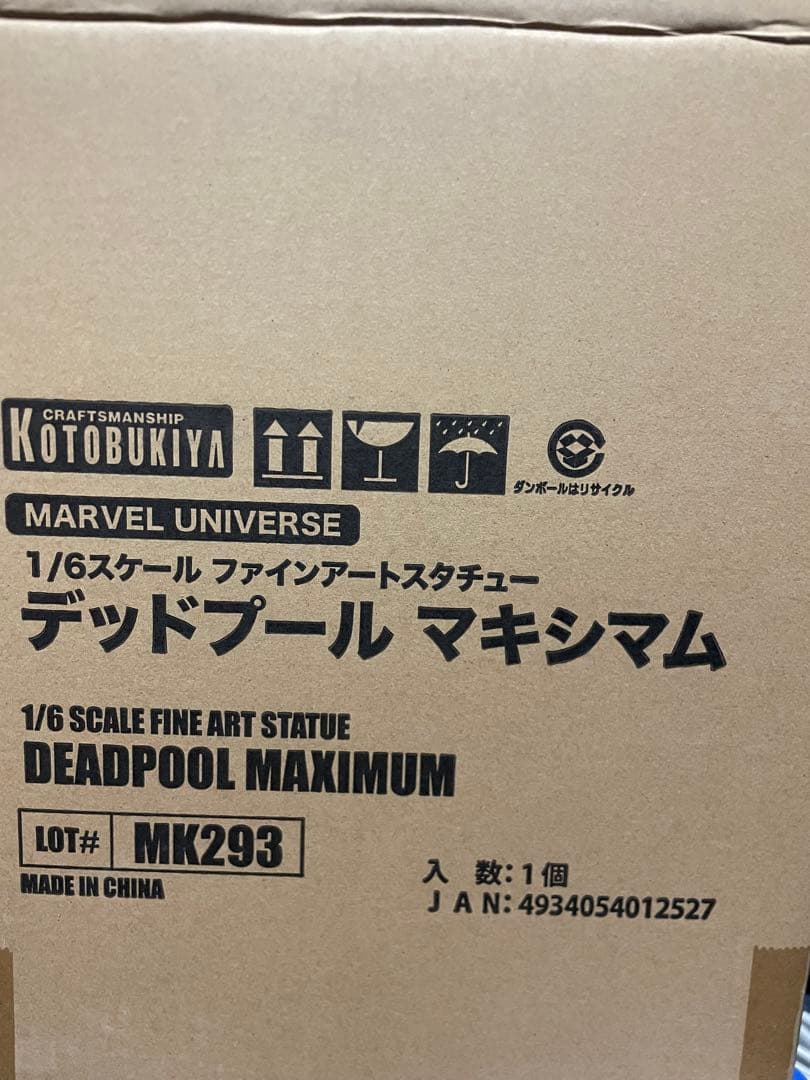 CRAFTSMANSHIP
KOTOBUKIYA
ダンボールはリサイクル
MARVEL UNIVERSE
1/6スケール ファインアートスタチュー
デッドプール マキシマム
1/6 SCALE FINE ART STATUE
DEADPOOL MAXIMUM
LOT# MK293
MADE IN CHINA
入 数：1個
JAN：4934054012527